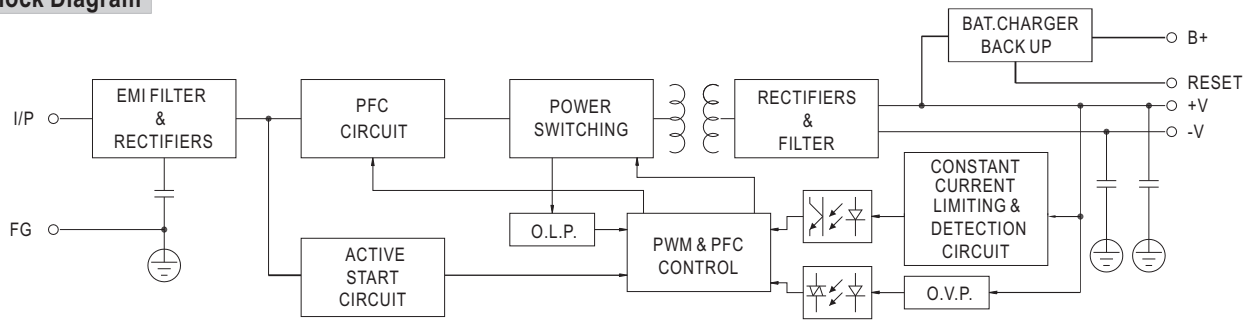 lock Diagram
BAT.CHARGER
BACK UP
B+
RESET
+V
-V
I/P
EMI FILTER
&
RECTIFIERS
PFC
CIRCUIT
POWER
SWITCHING
RECTIFIERS
&
FILTER
FG
O.L.P.
ACTIVE
START
CIRCUIT
PWM & PFC
CONTROL
CONSTANT
CURRENT
LIMITING &
DETECTION
CIRCUIT
O.V.P.